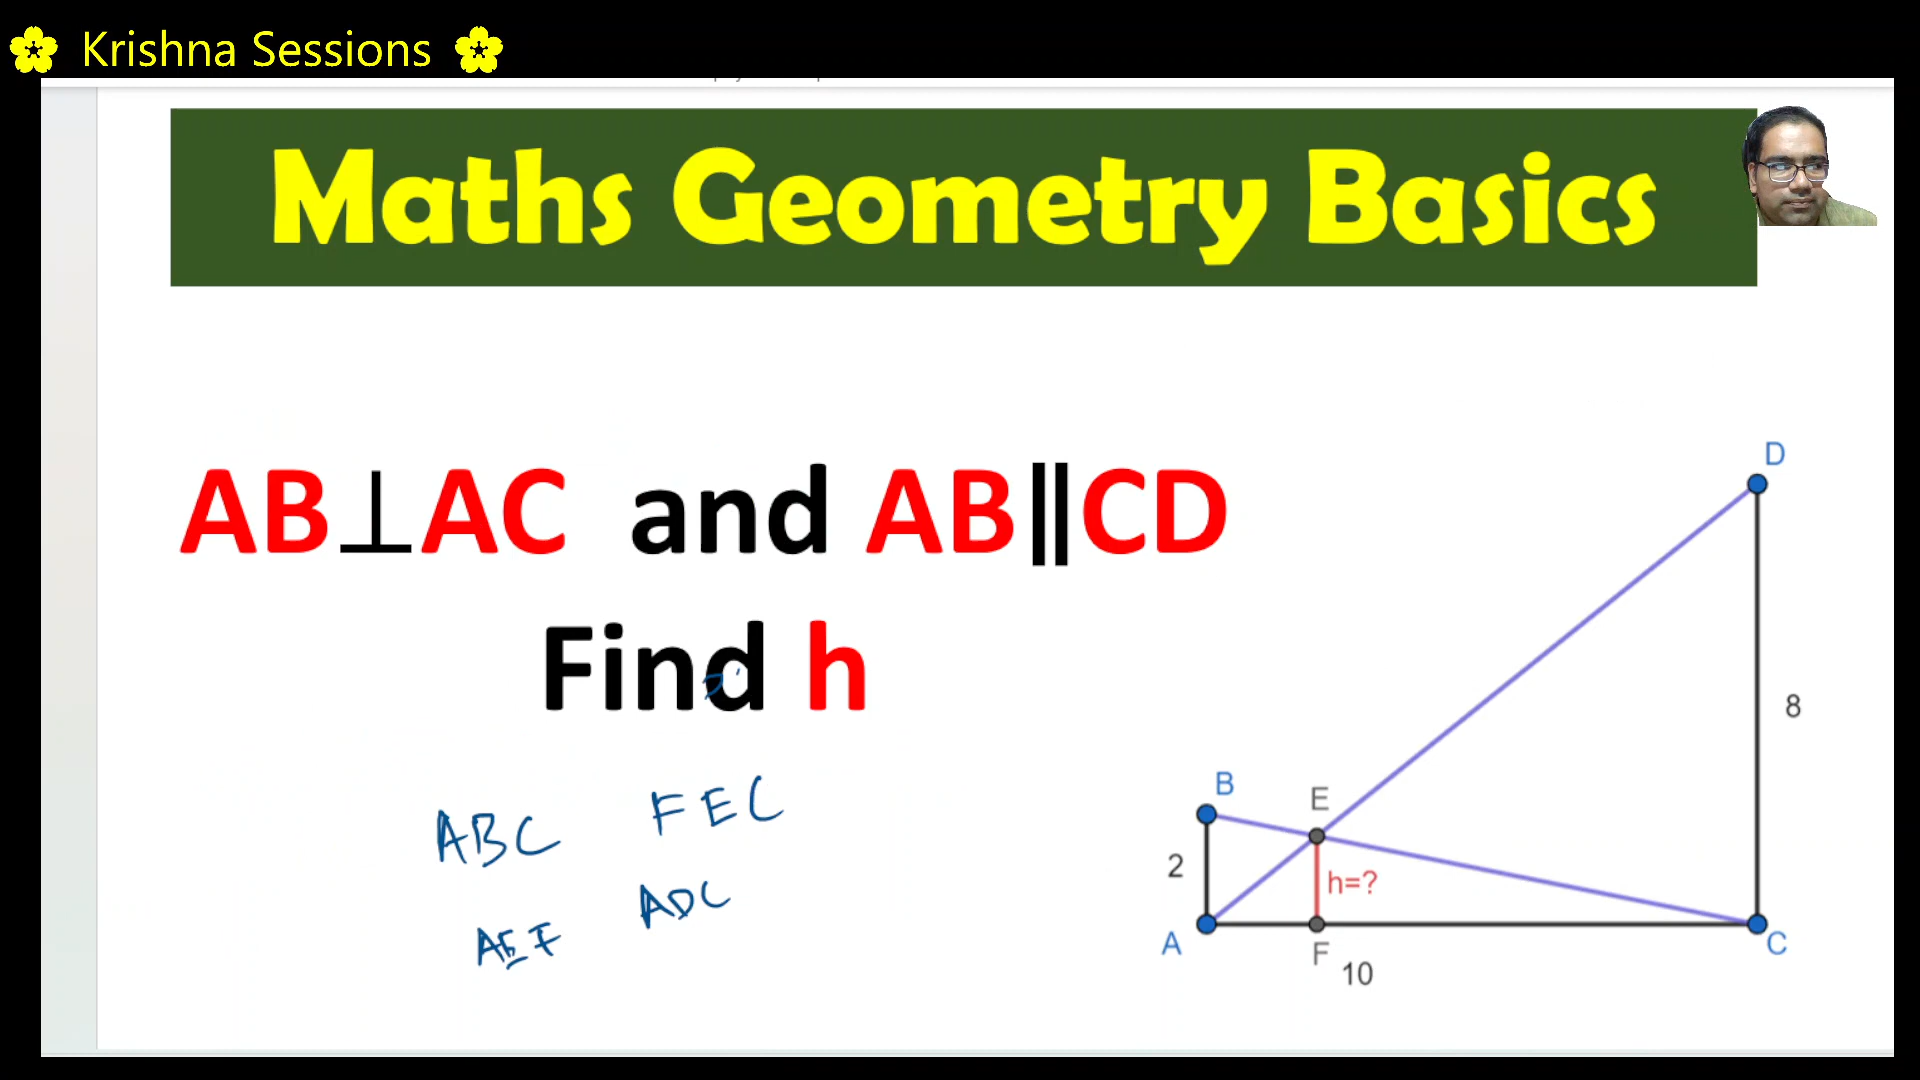 Krishna Sessions
Maths Geometry Basics
AB⊥AC and AB∥CD
Find h
ABC FEC
AEF ADC
D
8
B
E
2
h=?
A
F
C
10